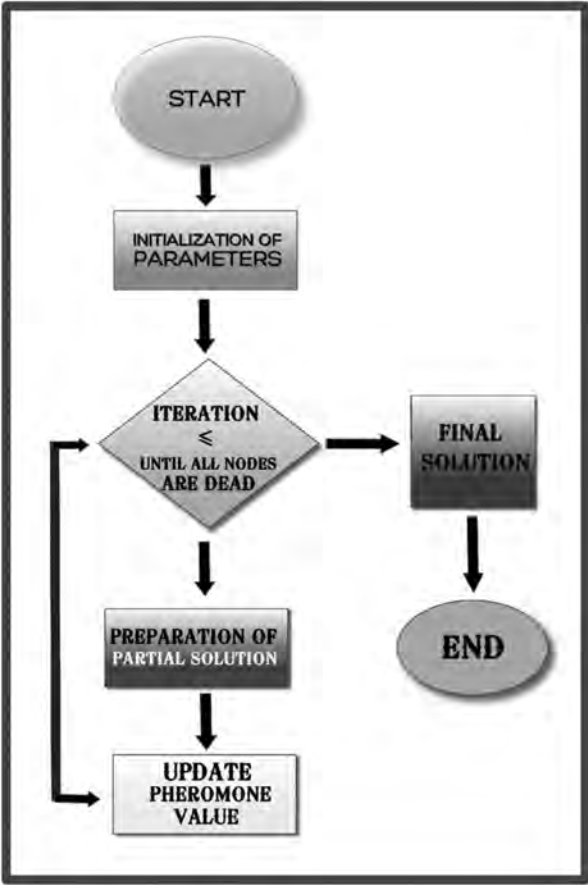 START
INITIALIZATION OF
PARAMETERS
ITERATION
≤
UNTIL ALL NODES
ARE DEAD
FINAL
SOLUTION
PREPARATION OF
PARTIAL SOLUTION
END
UPDATE
PHEROMONE
VALUE